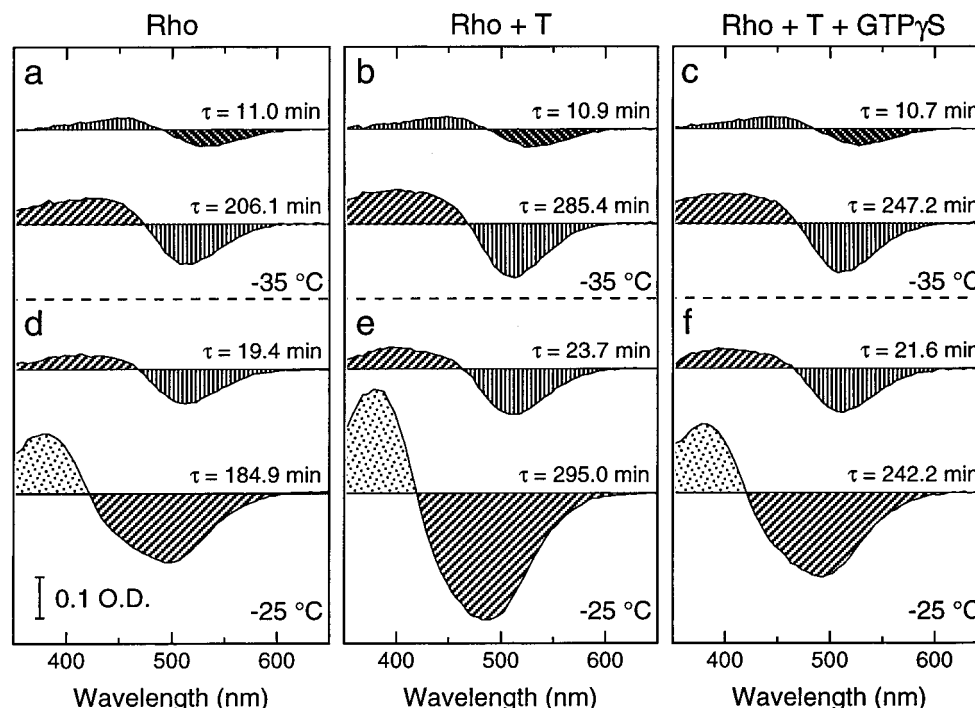 Rho
Rho + T
Rho + T + GTPγS
a
τ = 11.0 min
τ = 206.1 min
-35 °C
b
τ = 10.9 min
τ = 285.4 min
-35 °C
c
τ = 10.7 min
τ = 247.2 min
-35 °C
d
τ = 19.4 min
τ = 184.9 min
0.1 O.D.
-25 °C
e
τ = 23.7 min
τ = 295.0 min
-25 °C
f
τ = 21.6 min
τ = 242.2 min
-25 °C
400 500 600
400 500 600
400 500 600
Wavelength (nm)
Wavelength (nm)
Wavelength (nm)